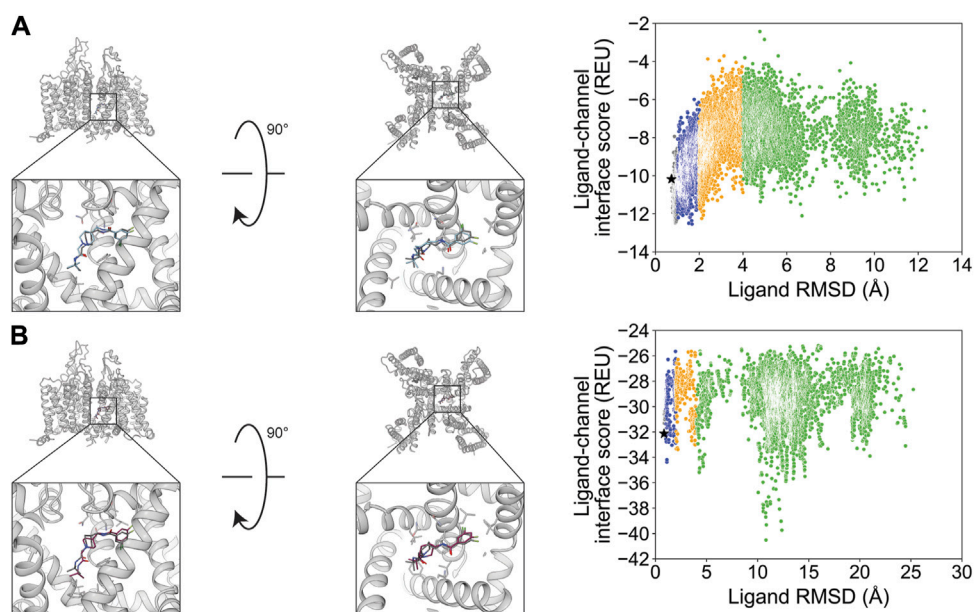 A
90°
Ligand-channel
interface score (REU)
−2
−4
−6
−8
−10
−12
−14
0 2 4 6 8 10 12 14
Ligand RMSD (Å)
B
90°
Ligand-channel
interface score (REU)
−24
−26
−28
−30
−32
−34
−36
−38
−40
−42
0 5 10 15 20 25 30
Ligand RMSD (Å)